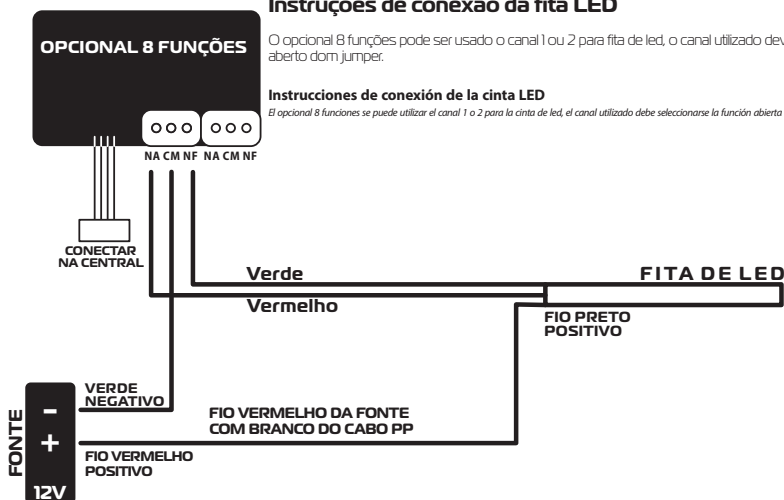 Instruções de conexão da fita LED
OPCIONAL 8 FUNÇÕES
O opcional 8 funções pode ser usado o canal 1 ou 2 para fita de led, o canal utilizado
aberto dom jumper.
Instrucciones de conexión de la cinta LED
El opcional 8 funciones se puede utilizar el canal 1 o 2 para la cinta de led, el canal utilizado debe seleccionarse la función abierta
NA CM NF NA CM NF
CONECTAR
NA CENTRAL
Verde
FITA DE LED
Vermelho
FIO PRETO
POSITIVO
VERDE
NEGATIVO
FIO VERMELHO DA FONTE
COM BRANCO DO CABO PP
FONTE
-
+
FIO VERMELHO
POSITIVO
12V